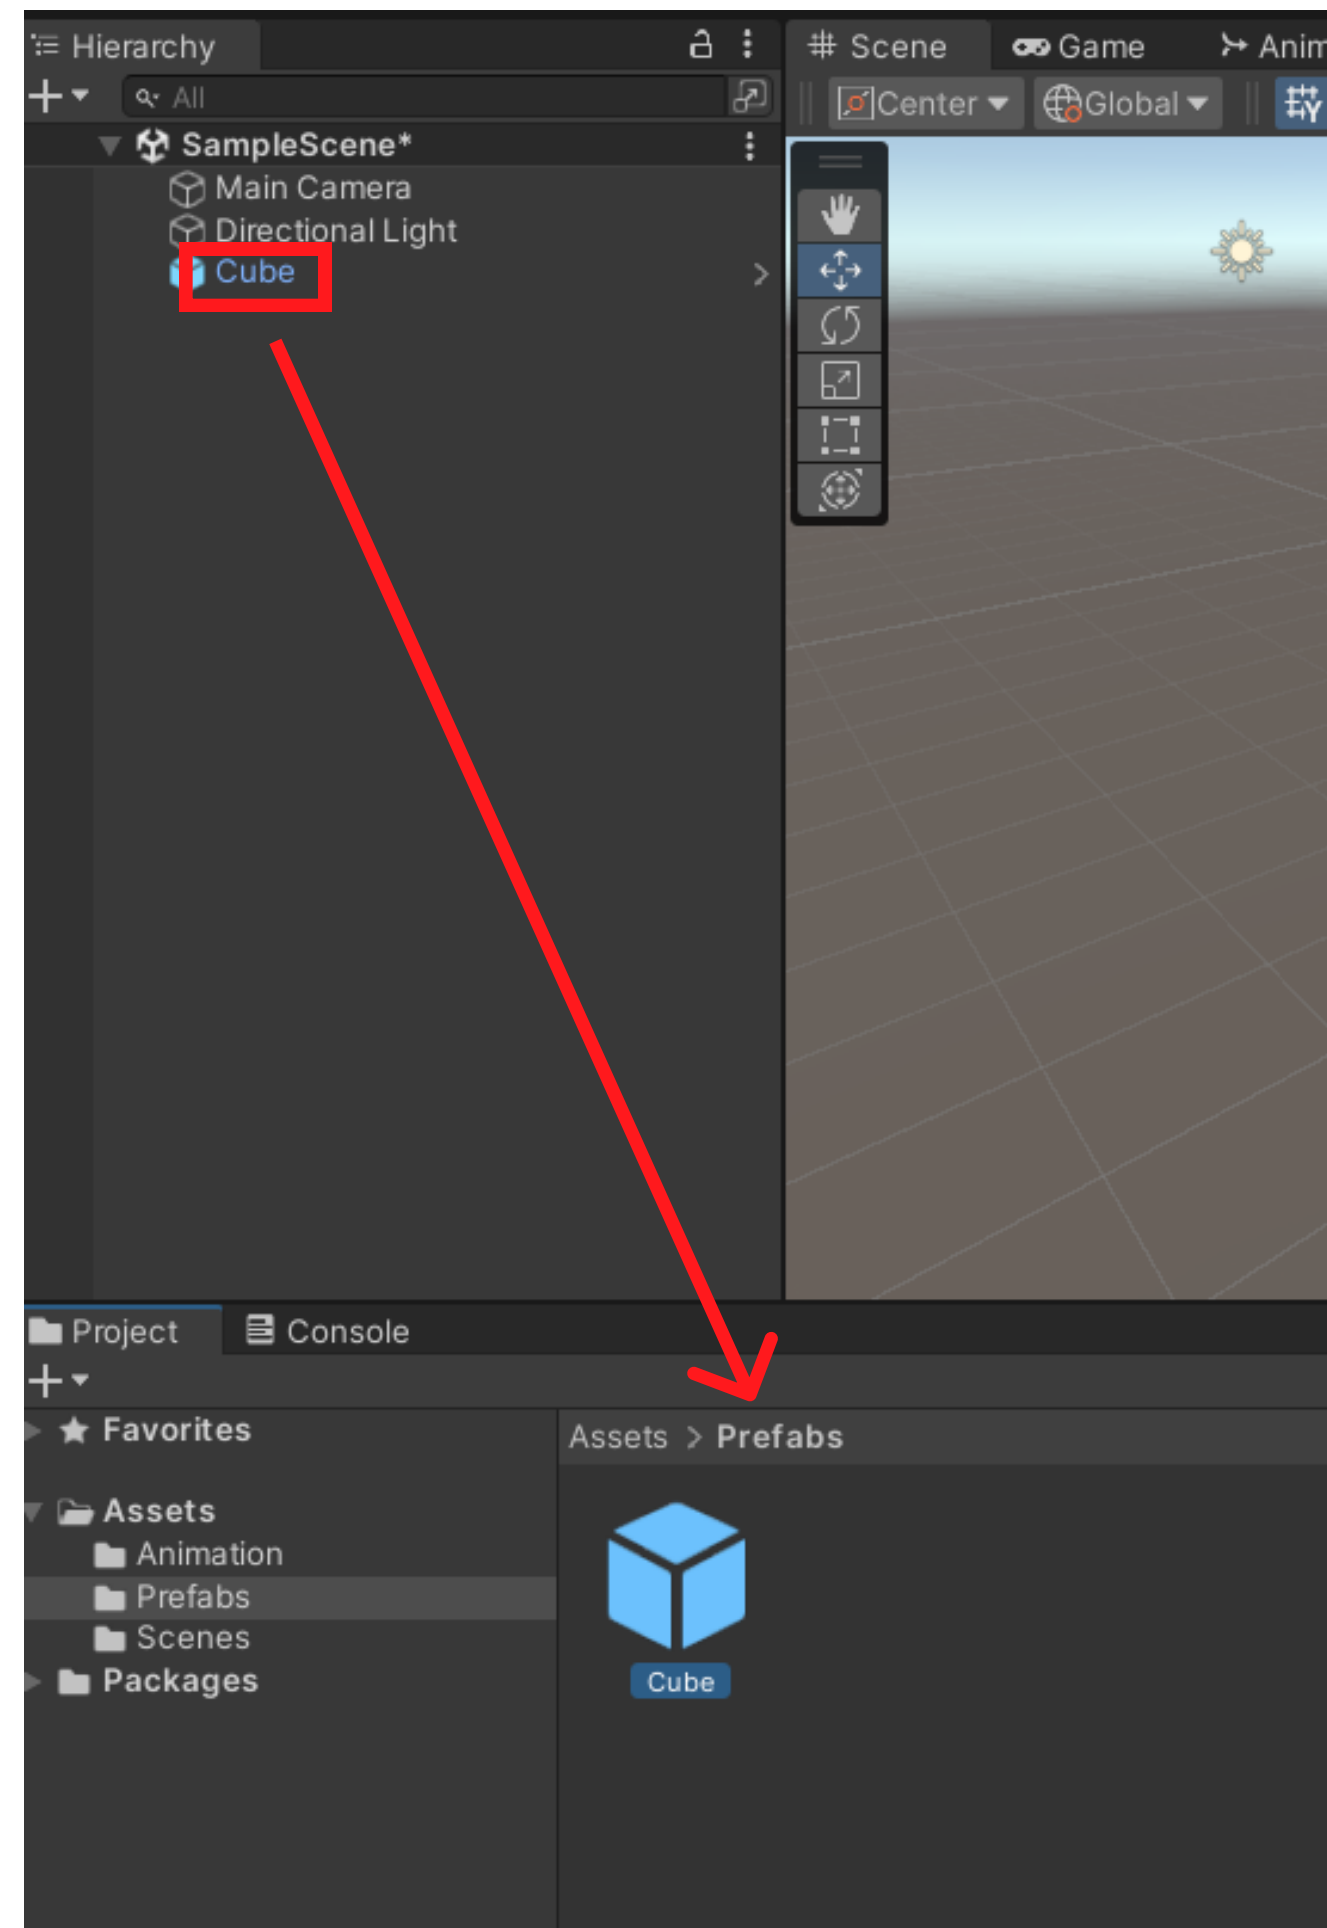 Hierarchy
Scene
Game
Anim
All
Center
Global
SampleScene*
Main Camera
Directional Light
Cube
Project
Console
Favorites
Assets
Animation
Prefabs
Scenes
Packages
Assets > Prefabs
Cube